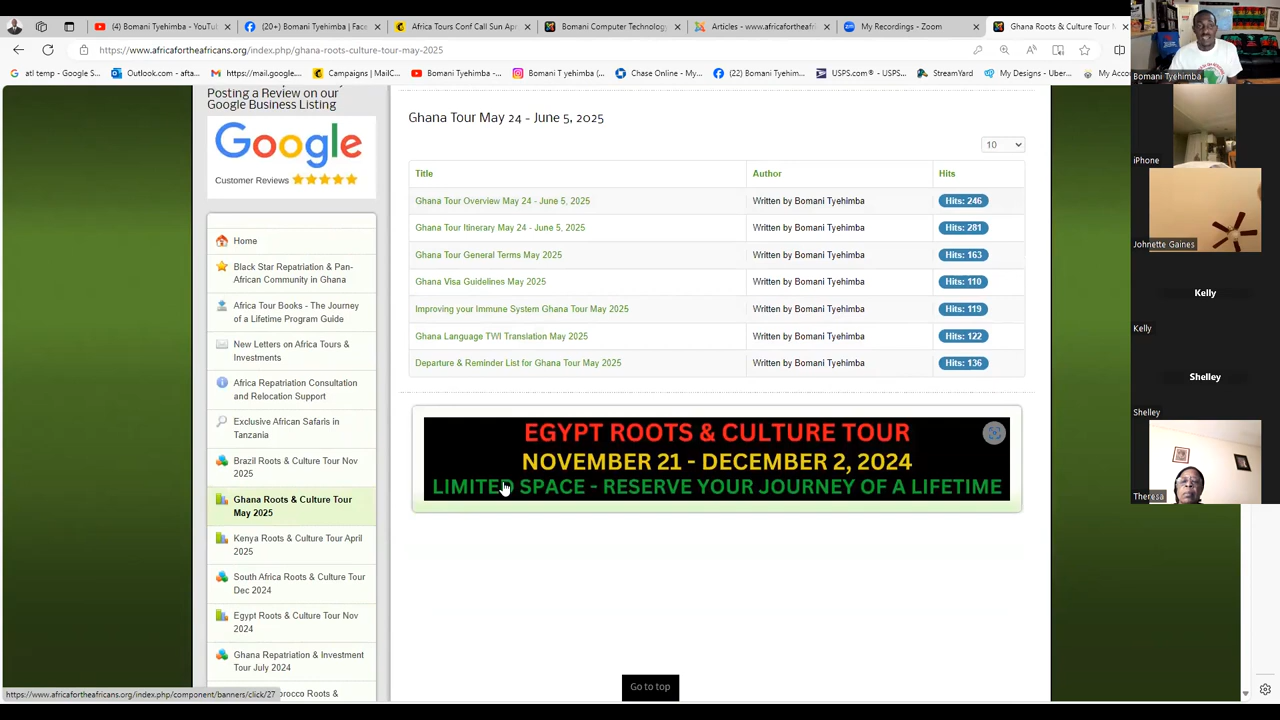 (4) Bomani Tyehimba - YouTu
(20+) Bomani Tyehimba | Face
Africa Tours Conf Call Sun Apr
Bomani Computer Technology
Articles - www.africafortheafri
My Recordings - Zoom
Ghana Roots & Culture Tour M
https://www.africafortheafricans.org/index.php/ghana-roots-culture-tour-may-2025
atl temp - Google S...
Outlook.com - afta...
https://mail.google....
Campaigns | MailC...
Bomani Tyehimba -...
Bomani T yehimba (...
Chase Online - My...
(22) Bomani Tyehim...
USPS.com® - USPS...
StreamYard
My Designs - Uber...
My Accou
Posting a Review on our
Google Business Listing
Google
Customer Reviews
Home
Black Star Repatriation & Pan-
African Community in Ghana
Africa Tour Books - The Journey
of a Lifetime Program Guide
New Letters on Africa Tours &
Investments
Africa Repatriation Consultation
and Relocation Support
Exclusive African Safaris in
Tanzania
Brazil Roots & Culture Tour Nov
2025
Ghana Roots & Culture Tour
May 2025
Kenya Roots & Culture Tour April
2025
South Africa Roots & Culture Tour
Dec 2024
Egypt Roots & Culture Tour Nov
2024
Ghana Repatriation & Investment
Tour July 2024
orocco Roots &
https://www.africafortheafricans.org/index.php/component/banners/click/27
Ghana Tour May 24 - June 5, 2025
10
Title Author Hits
Ghana Tour Overview May 24 - June 5, 2025 Written by Bomani Tyehimba Hits: 246
Ghana Tour Itinerary May 24 - June 5, 2025 Written by Bomani Tyehimba Hits: 281
Ghana Tour General Terms May 2025 Written by Bomani Tyehimba Hits: 163
Ghana Visa Guidelines May 2025 Written by Bomani Tyehimba Hits: 110
Improving your Immune System Ghana Tour May 2025 Written by Bomani Tyehimba Hits: 119
Ghana Language TWI Translation May 2025 Written by Bomani Tyehimba Hits: 122
Departure & Reminder List for Ghana Tour May 2025 Written by Bomani Tyehimba Hits: 136
EGYPT ROOTS & CULTURE TOUR
NOVEMBER 21 - DECEMBER 2, 2024
LIMITED SPACE - RESERVE YOUR JOURNEY OF A LIFETIME
Go to top
Bomani Tyehimba
iPhone
Johnette Gaines
Kelly
Kelly
Shelley
Shelley
Theresa